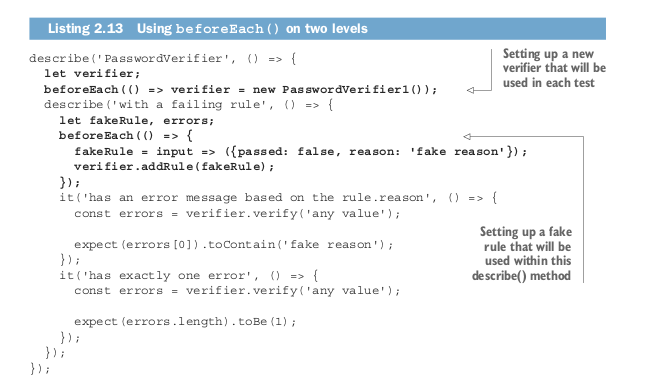 Listing 2.13 Using beforeEach() on two levels
describe('PasswordVerifier', () => {
  let verifier;
  beforeEach(() => verifier = new PasswordVerifier1());
  describe('with a failing rule', () => {
    let fakeRule, errors;
    beforeEach(() => {
      fakeRule = input => ({passed: false, reason: 'fake reason'});
      verifier.addRule(fakeRule);
    });
    it('has an error message based on the rule.reason', () => {
      const errors = verifier.verify('any value');

      expect(errors[0]).toContain('fake reason');
    });
    it('has exactly one error', () => {
      const errors = verifier.verify('any value');

      expect(errors.length).toBe(1);
    });
  });
});
Setting up a new
verifier that will be
used in each test
Setting up a fake
rule that will be
used within this
describe() method